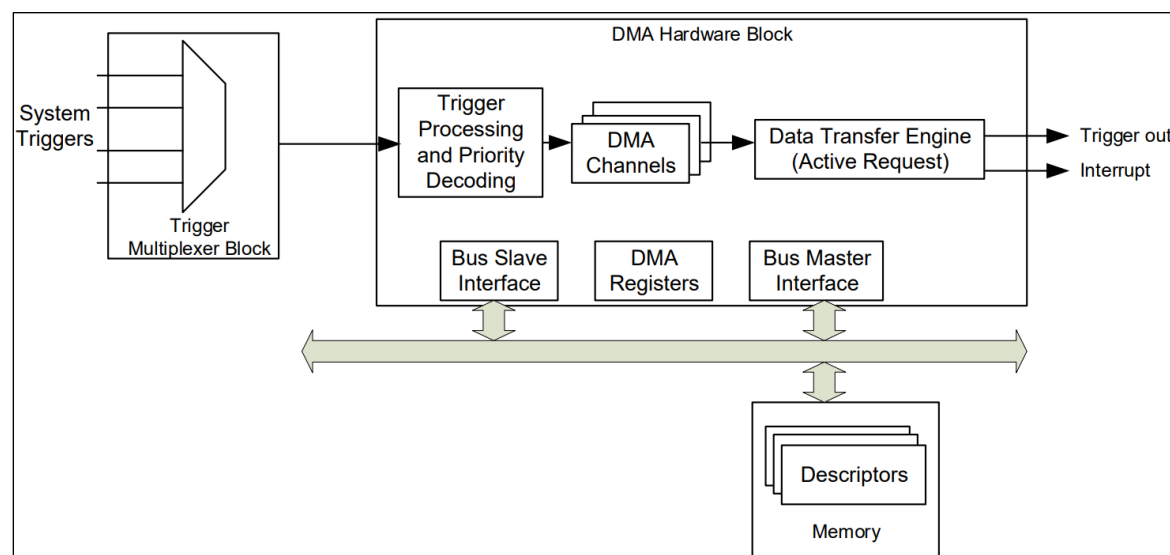 DMA Hardware Block
System
Triggers
Trigger
Multiplexer Block
Trigger
Processing
and Priority
Decoding
DMA
Channels
Data Transfer Engine
(Active Request)
Trigger out
Interrupt
Bus Slave
Interface
DMA
Registers
Bus Master
Interface
Descriptors
Memory